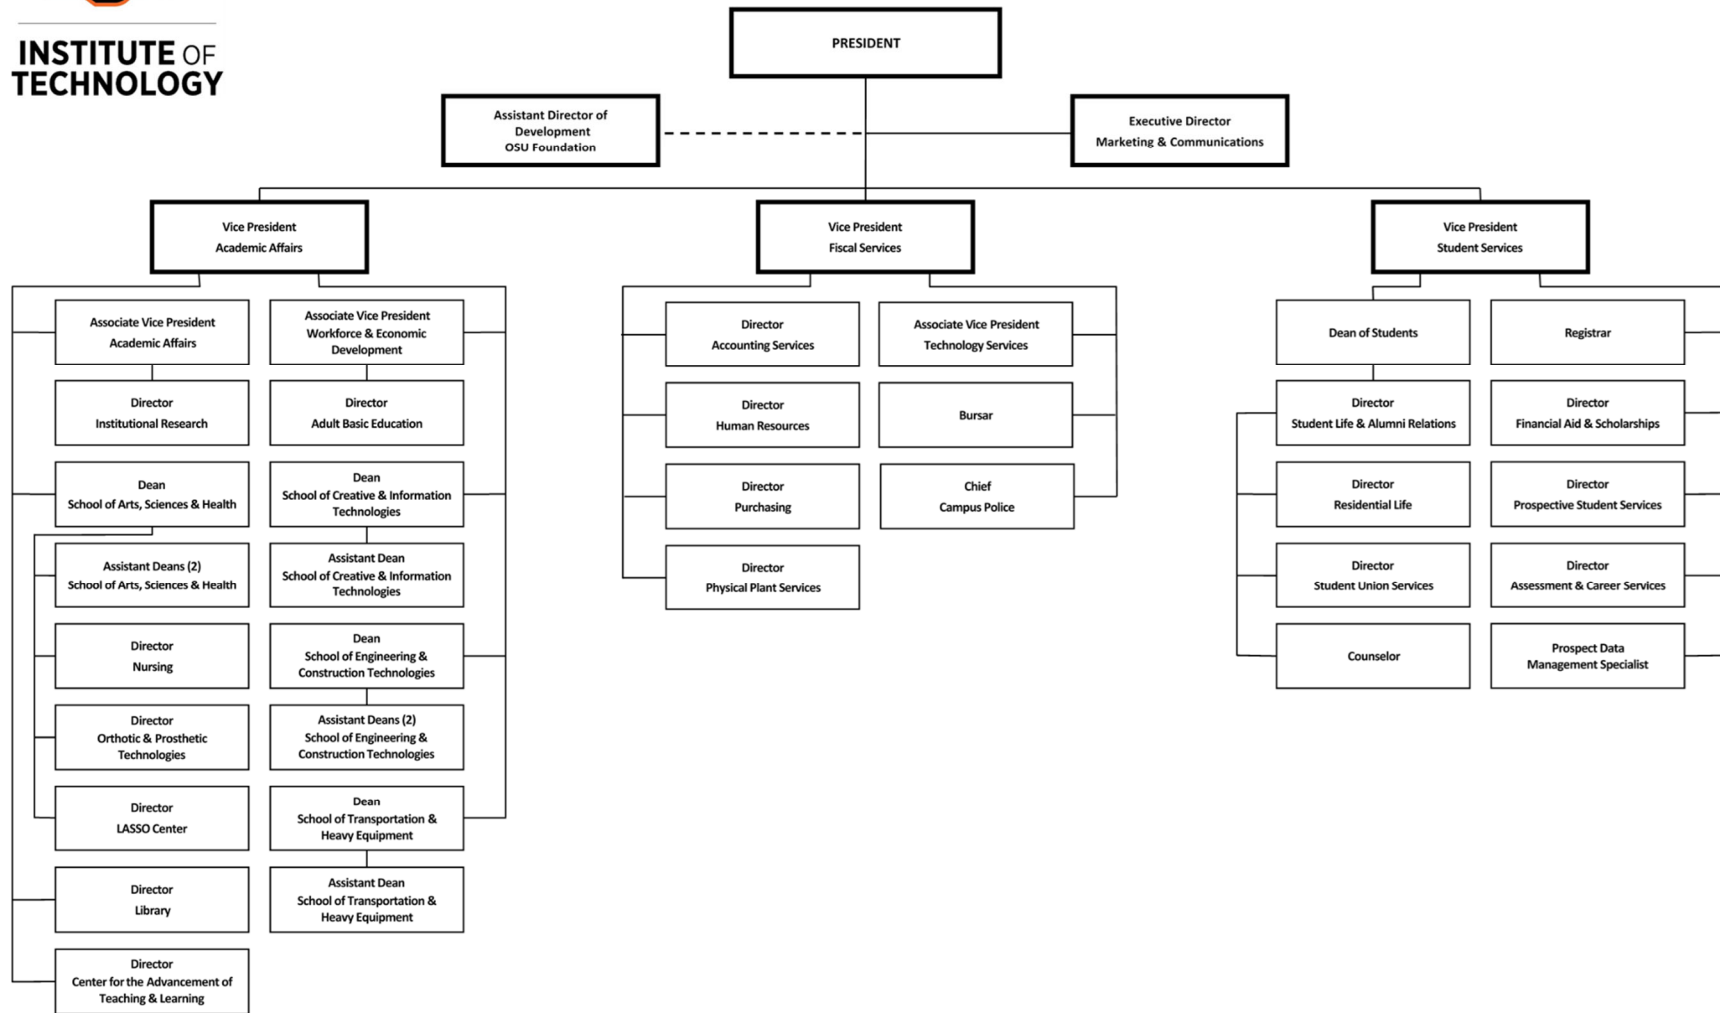 INSTITUTE OF
TECHNOLOGY
PRESIDENT
Assistant Director of
Development
OSU Foundation
Executive Director
Marketing & Communications
Vice President
Academic Affairs
Vice President
Fiscal Services
Vice President
Student Services
Associate Vice President
Academic Affairs
Associate Vice President
Workforce & Economic
Development
Director
Institutional Research
Director
Adult Basic Education
Dean
School of Arts, Sciences & Health
Dean
School of Creative & Information
Technologies
Assistant Deans (2)
School of Arts, Sciences & Health
Assistant Dean
School of Creative & Information
Technologies
Director
Nursing
Dean
School of Engineering &
Construction Technologies
Director
Orthotic & Prosthetic
Technologies
Assistant Deans (2)
School of Engineering &
Construction Technologies
Director
LASSO Center
Dean
School of Transportation &
Heavy Equipment
Director
Library
Assistant Dean
School of Transportation &
Heavy Equipment
Director
Center for the Advancement of
Teaching & Learning
Director
Accounting Services
Associate Vice President
Technology Services
Director
Human Resources
Bursar
Director
Purchasing
Chief
Campus Police
Director
Physical Plant Services
Dean of Students
Registrar
Director
Student Life & Alumni Relations
Director
Financial Aid & Scholarships
Director
Residential Life
Director
Prospective Student Services
Director
Student Union Services
Director
Assessment & Career Services
Counselor
Prospect Data
Management Specialist